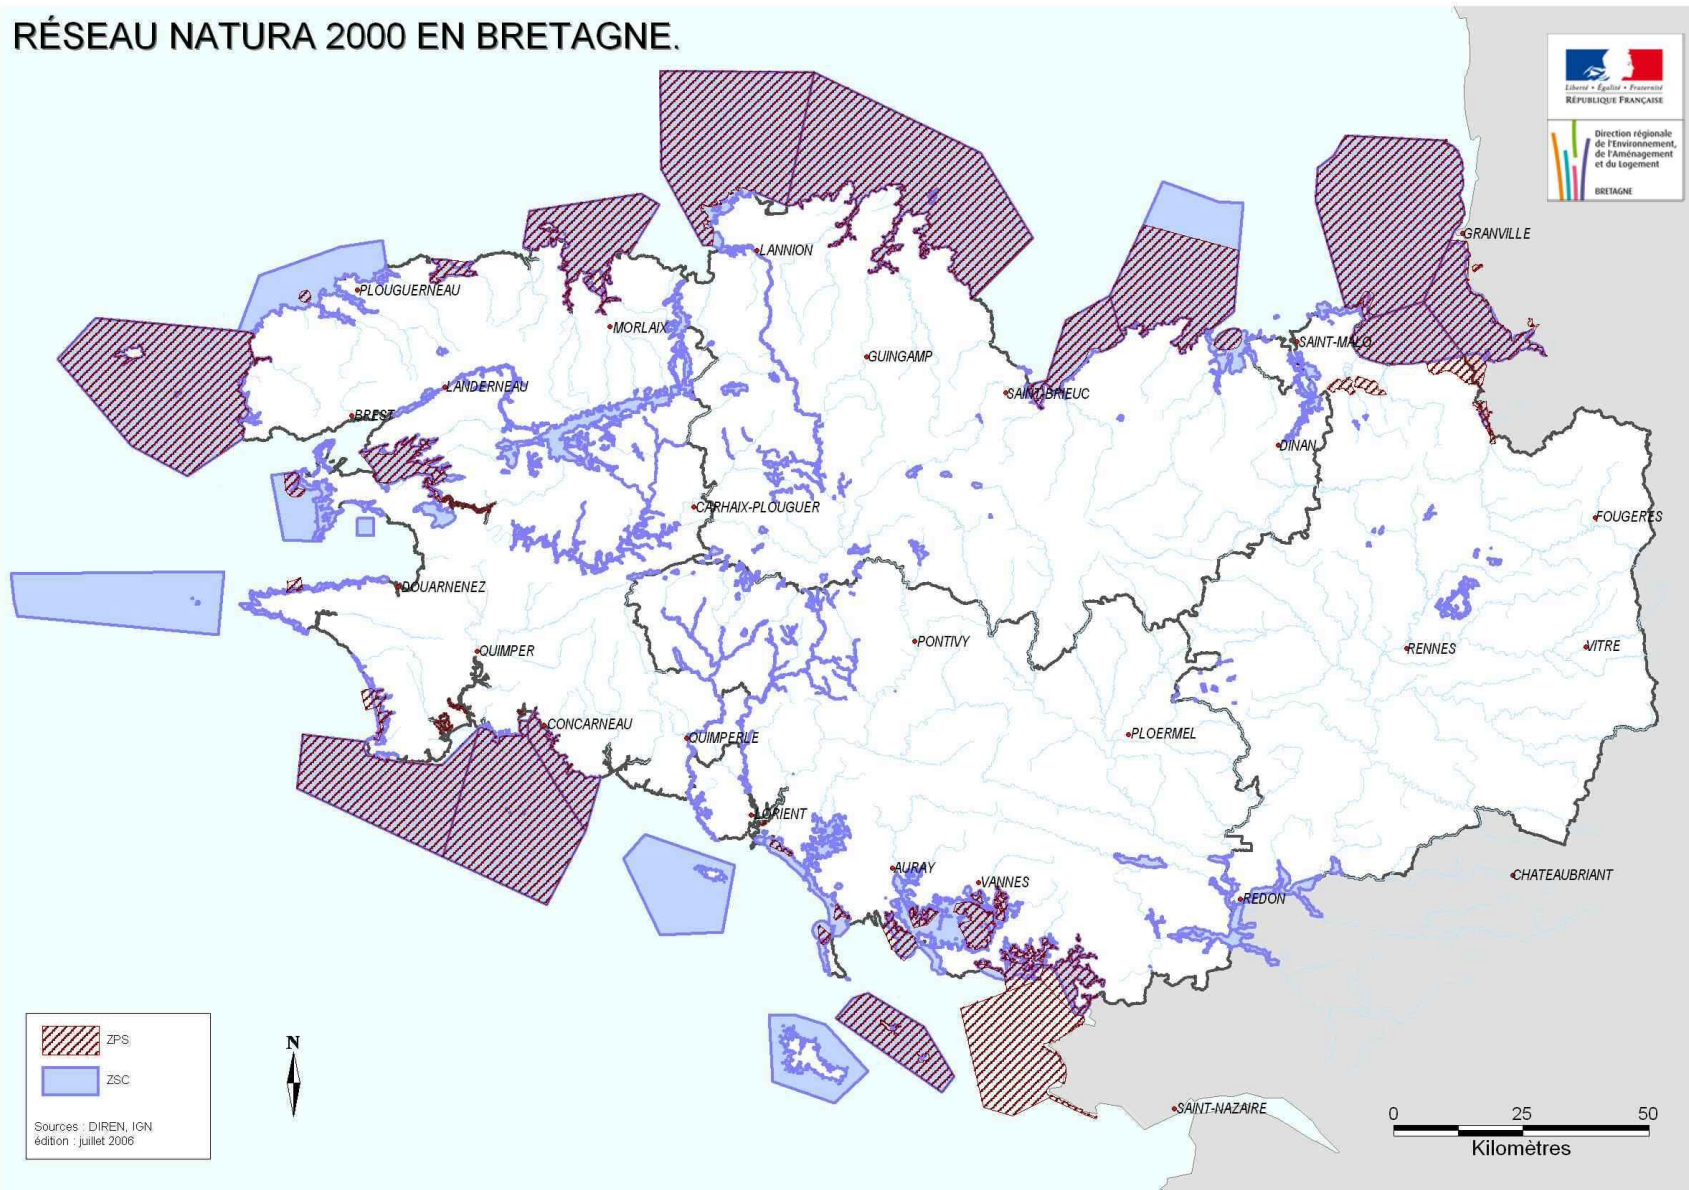 RÉSEAU NATURA 2000 EN BRETAGNE.
Liberté • Égalité • Fraternité
RÉPUBLIQUE FRANÇAISE
Direction régionale
de l'Environnement,
de l'Aménagement
et du Logement
BRETAGNE
GRANVILLE
LANNION
PLOUGUERNEAU
MORLAIX
SAINT-MALO
GUINGAMP
LANDERNEAU
SAINT-BRIEUC
BREST
DINAN
CARHAIX-PLOUGUER
FOUGERES
DOUARNENEZ
PONTIVY
QUIMPER
RENNES
VITRE
CONCARNEAU
QUIMPERLE
PLOERMEL
LORIENT
AURAY
VANNES
CHATEAUBRIANT
REDON
SAINT-NAZAIRE
ZPS
ZSC
Sources : DIREN, IGN
édition : juillet 2006
N
0 25 50
Kilomètres